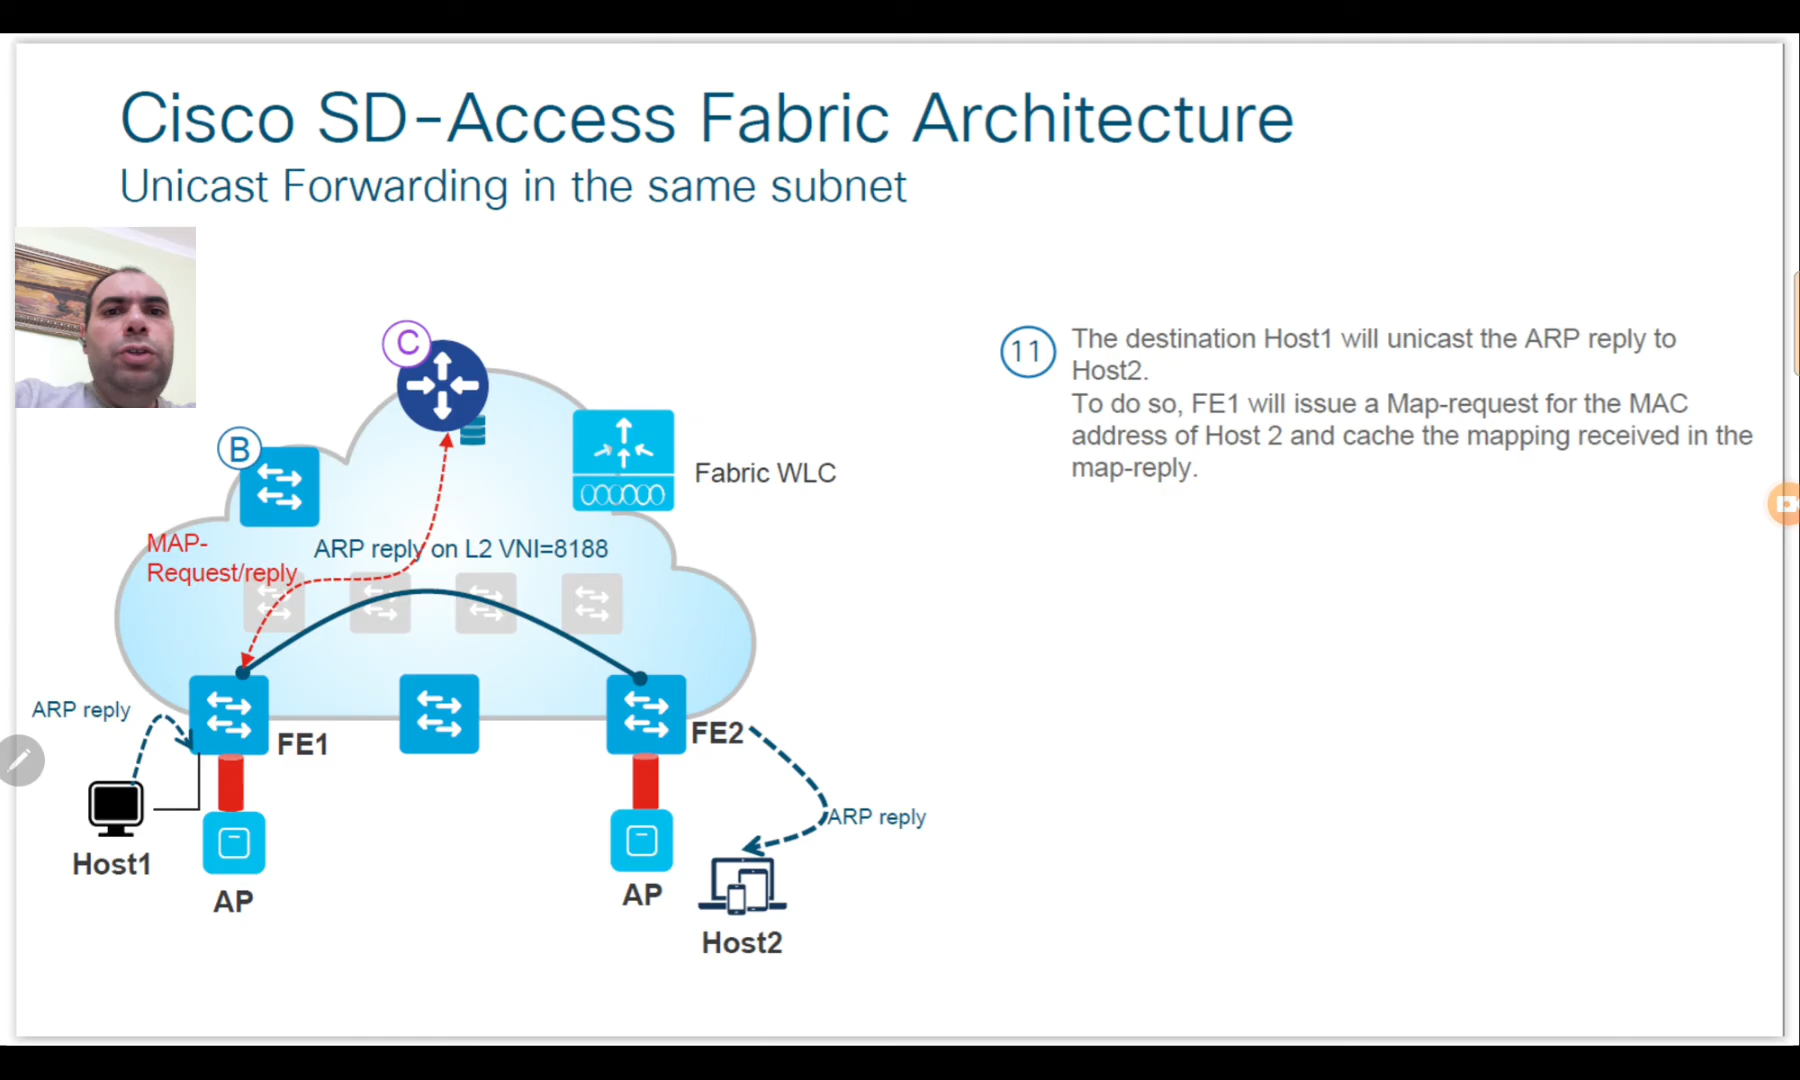 Cisco SD-Access Fabric Architecture
Unicast Forwarding in the same subnet
C
B
Fabric WLC
MAP-
Request/reply
ARP reply on L2 VNI=8188
ARP reply
FE1
FE2
ARP reply
Host1
AP
AP
Host2
11
The destination Host1 will unicast the ARP reply to
Host2.
To do so, FE1 will issue a Map-request for the MAC
address of Host 2 and cache the mapping received in the
map-reply.